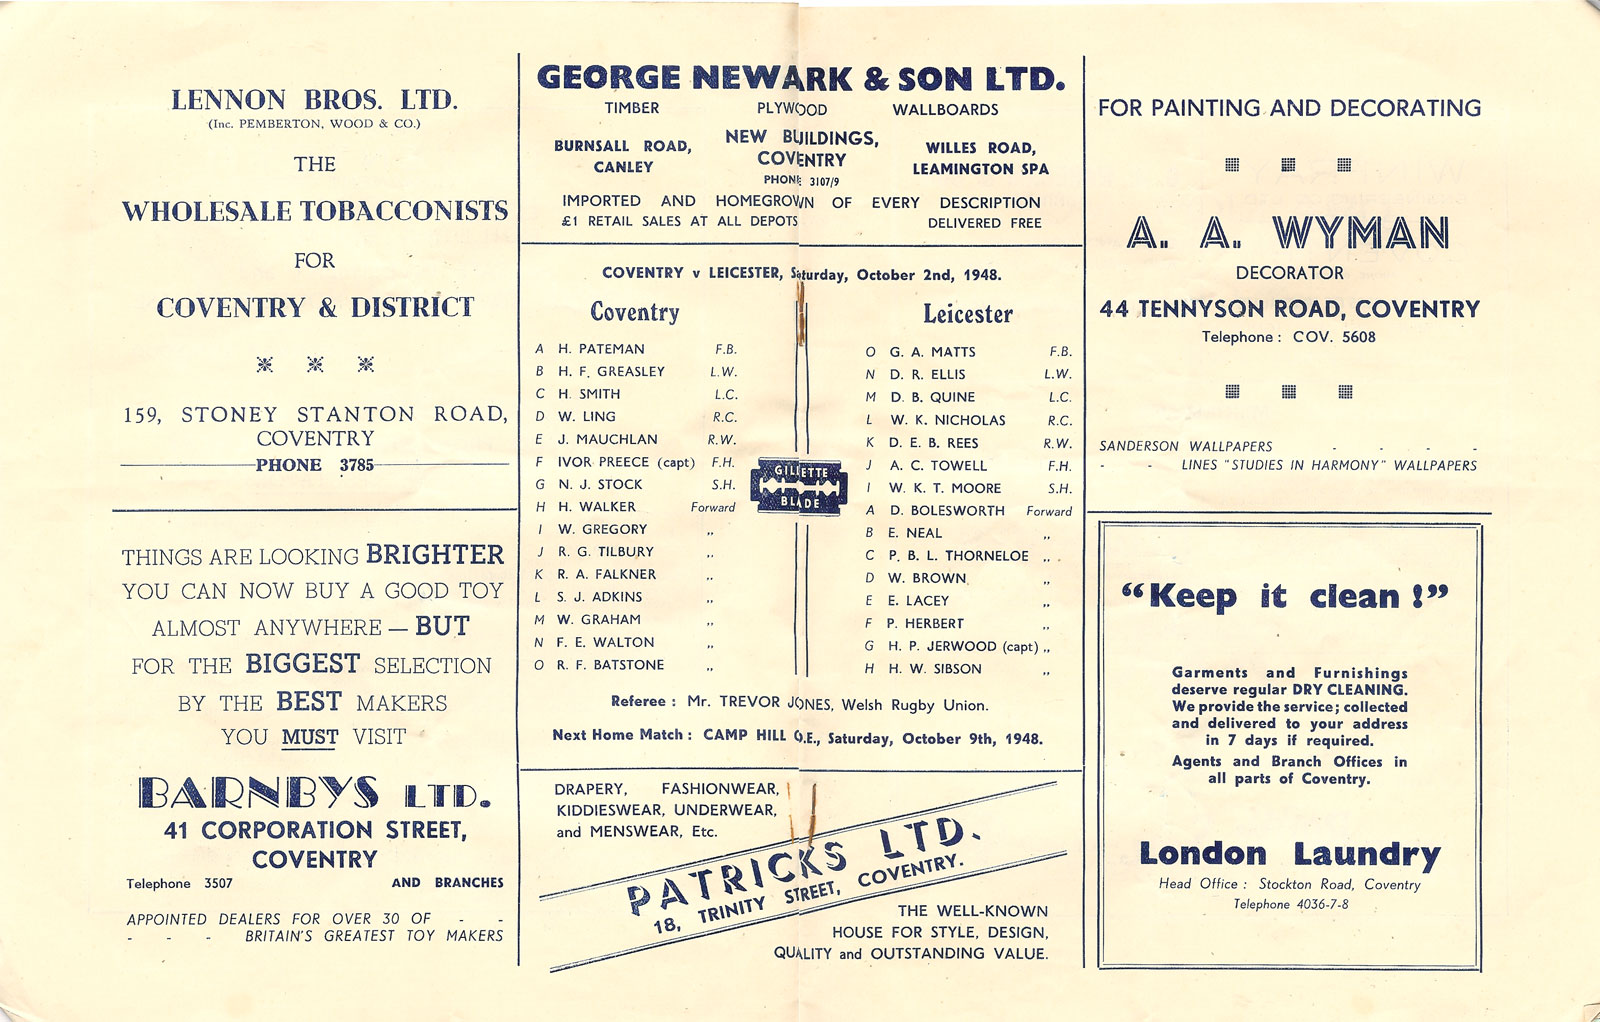 LENNON BROS. LTD.
(Inc. PEMBERTON, WOOD & CO.)
THE
WHOLESALE TOBACCONISTS
FOR
COVENTRY & DISTRICT
159, STONEY STANTON ROAD,
COVENTRY
PHONE 3785
THINGS ARE LOOKING BRIGHTER
YOU CAN NOW BUY A GOOD TOY
ALMOST ANYWHERE — BUT
FOR THE BIGGEST SELECTION
BY THE BEST MAKERS
YOU MUST VISIT
BARNBYS LTD.
41 CORPORATION STREET,
COVENTRY
Telephone 3507 AND BRANCHES
APPOINTED DEALERS FOR OVER 30 OF - -
- - - BRITAIN'S GREATEST TOY MAKERS
GEORGE NEWARK & SON LTD.
TIMBER PLYWOOD WALLBOARDS
BURNSALL ROAD,
CANLEY
NEW BUILDINGS,
COVENTRY
PHONE 3107/9
WILLES ROAD,
LEAMINGTON SPA
IMPORTED AND HOMEGROWN OF EVERY DESCRIPTION
£1 RETAIL SALES AT ALL DEPOTS DELIVERED FREE
COVENTRY v LEICESTER, Saturday, October 2nd, 1948.
Coventry
A H. PATEMAN F.B.
B H. F. GREASLEY L.W.
C H. SMITH L.C.
D W. LING R.C.
E J. MAUCHLAN R.W.
F IVOR PREECE (capt) F.H.
G N. J. STOCK S.H.
H H. WALKER Forward
I W. GREGORY ,,
J R. G. TILBURY ,,
K R. A. FALKNER ,,
L S. J. ADKINS ,,
M W. GRAHAM ,,
N F. E. WALTON ,,
O R. F. BATSTONE ,,
GILLETTE
BLADE
Leicester
O G. A. MATTS F.B.
N D. R. ELLIS L.W.
M D. B. QUINE L.C.
L W. K. NICHOLAS R.C.
K D. E. B. REES R.W.
J A. C. TOWELL F.H.
I W. K. T. MOORE S.H.
A D. BOLESWORTH Forward
B E. NEAL ,,
C P. B. L. THORNELOE ,,
D W. BROWN ,,
E E. LACEY ,,
F P. HERBERT ,,
G H. P. JERWOOD (capt) ,,
H H. W. SIBSON ,,
Referee : Mr. TREVOR JONES, Welsh Rugby Union.
Next Home Match : CAMP HILL O.E., Saturday, October 9th, 1948.
DRAPERY, FASHIONWEAR,
KIDDIESWEAR, UNDERWEAR,
and MENSWEAR, Etc.
PATRICKS LTD.
18, TRINITY STREET, COVENTRY.
THE WELL-KNOWN
HOUSE FOR STYLE, DESIGN,
QUALITY and OUTSTANDING VALUE.
FOR PAINTING AND DECORATING
A. A. WYMAN
DECORATOR
44 TENNYSON ROAD, COVENTRY
Telephone : COV. 5608
SANDERSON WALLPAPERS - - - -
- - LINES "STUDIES IN HARMONY" WALLPAPERS
“Keep it clean !”
Garments and Furnishings
deserve regular DRY CLEANING.
We provide the service; collected
and delivered to your address
in 7 days if required.
Agents and Branch Offices in
all parts of Coventry.
London Laundry
Head Office : Stockton Road, Coventry
Telephone 4036-7-8